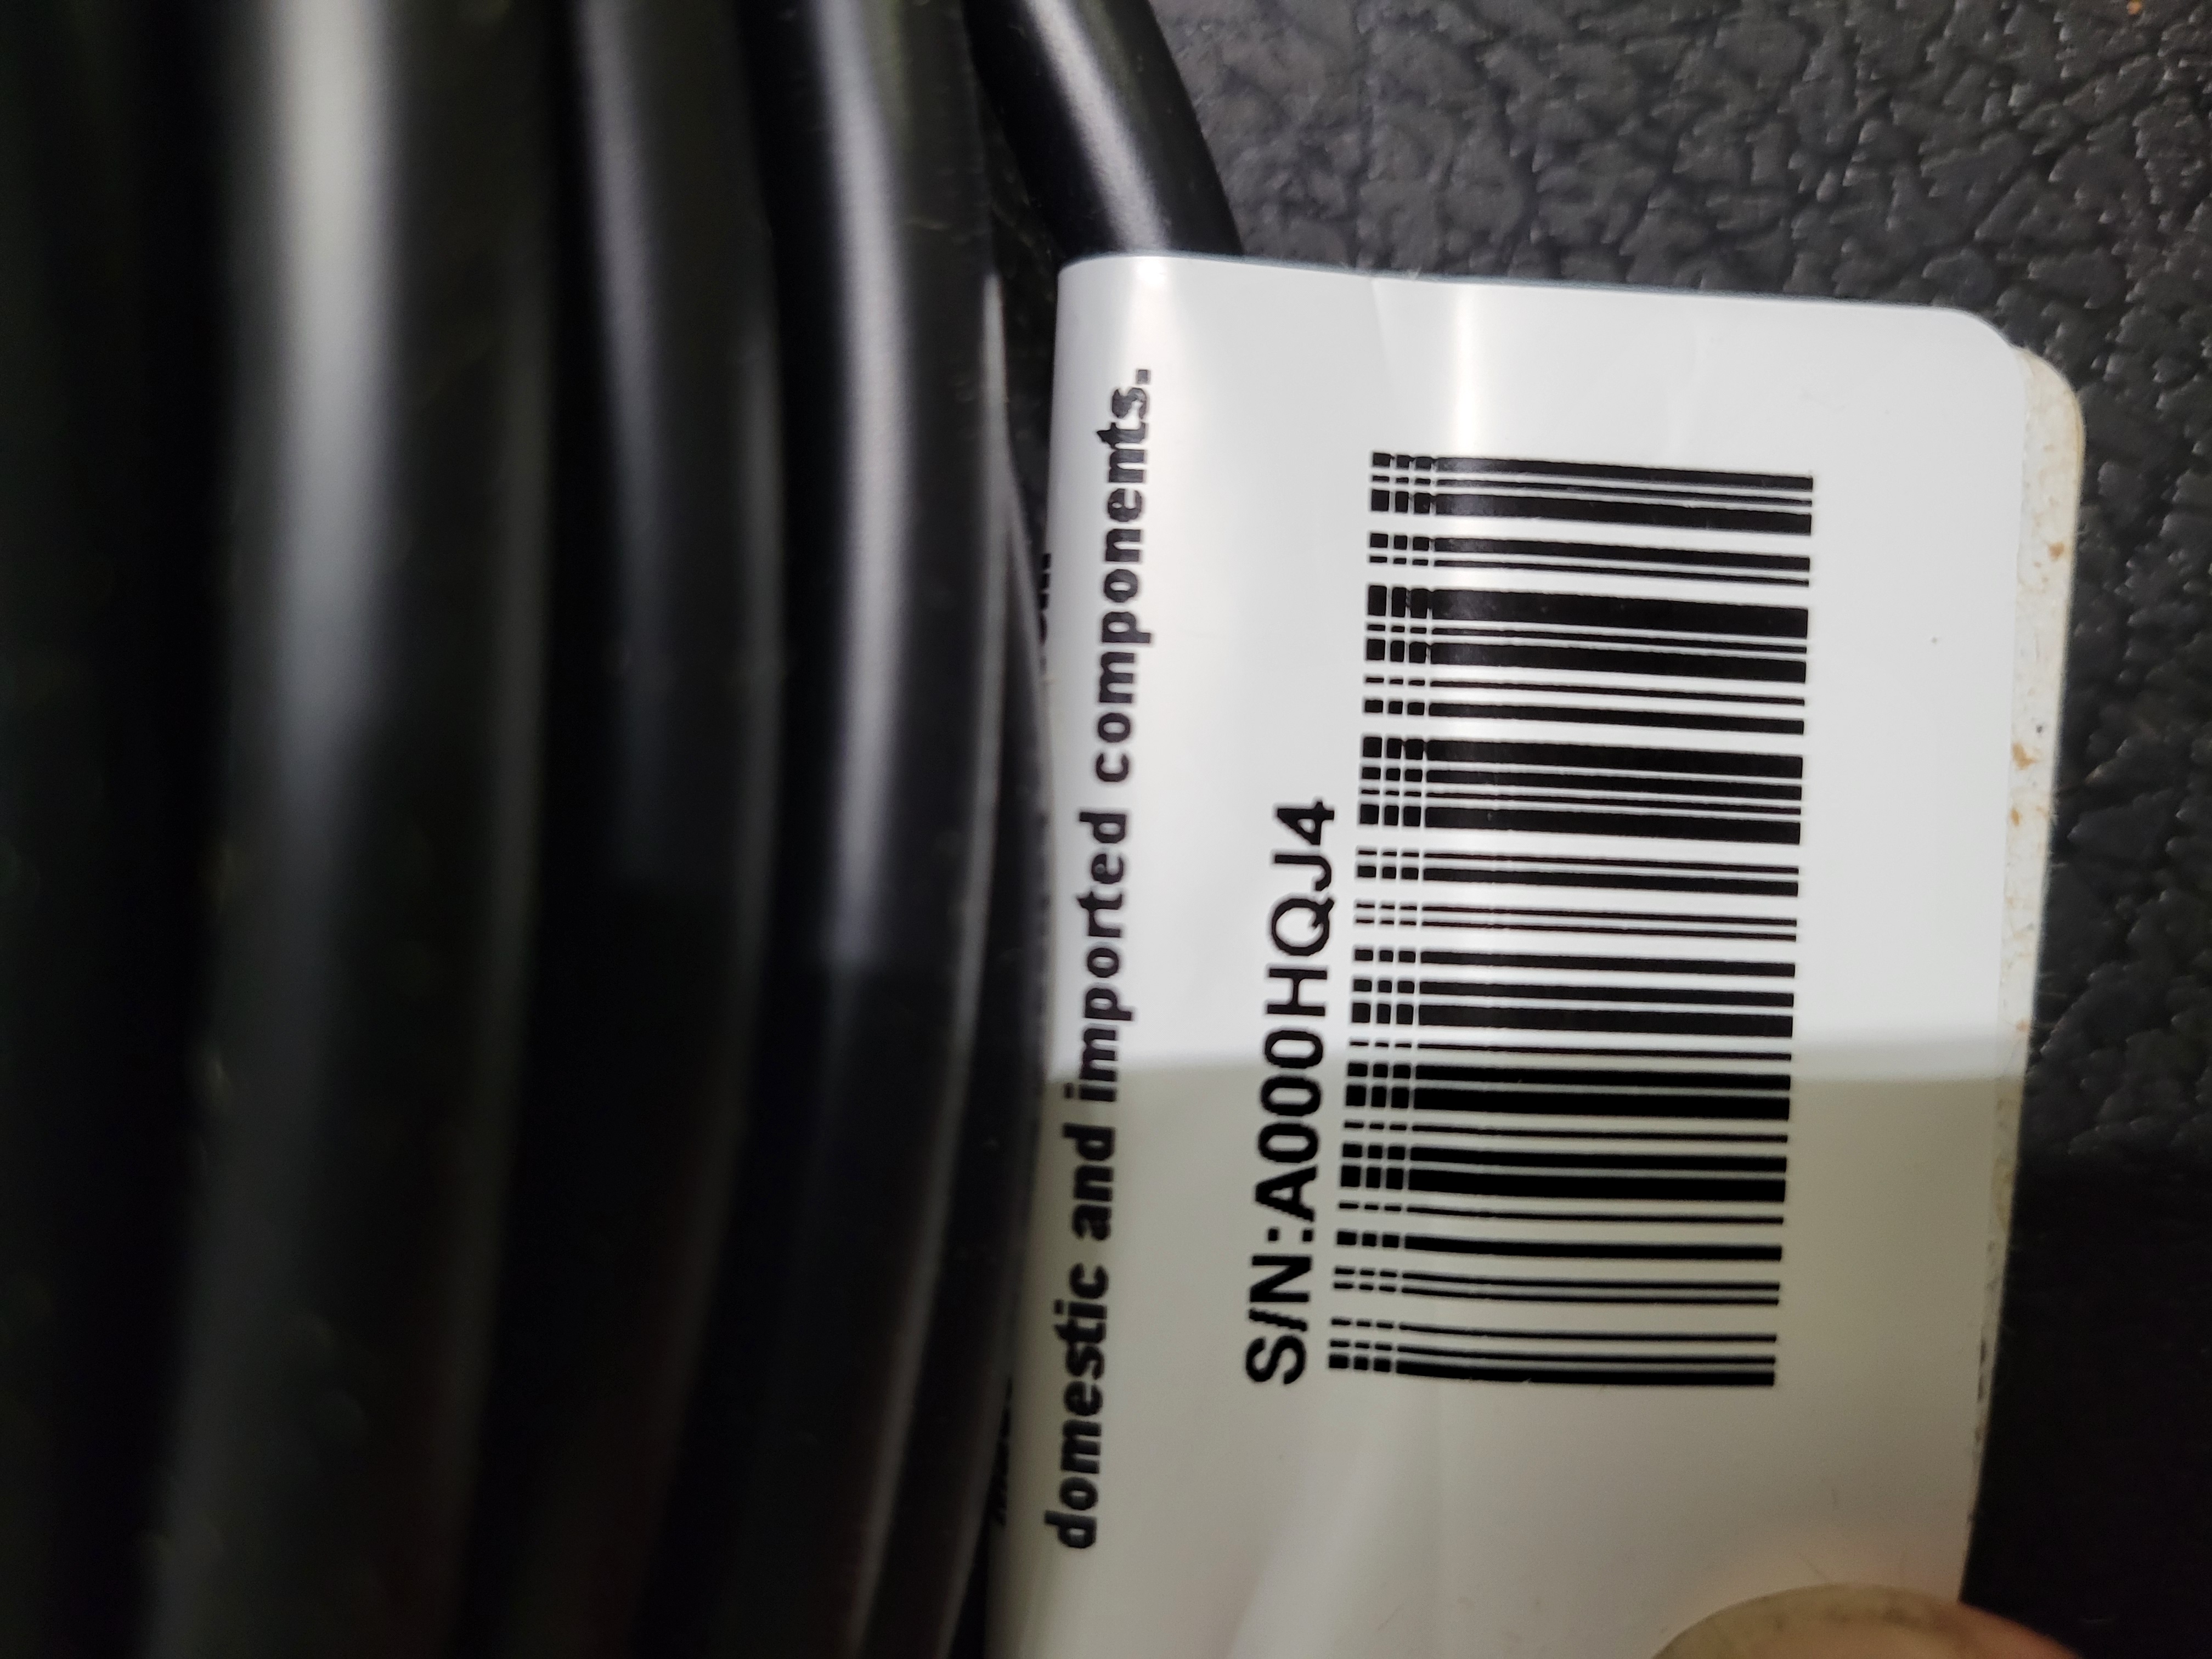 domestic and imported components.
S/N:A000HQJ4